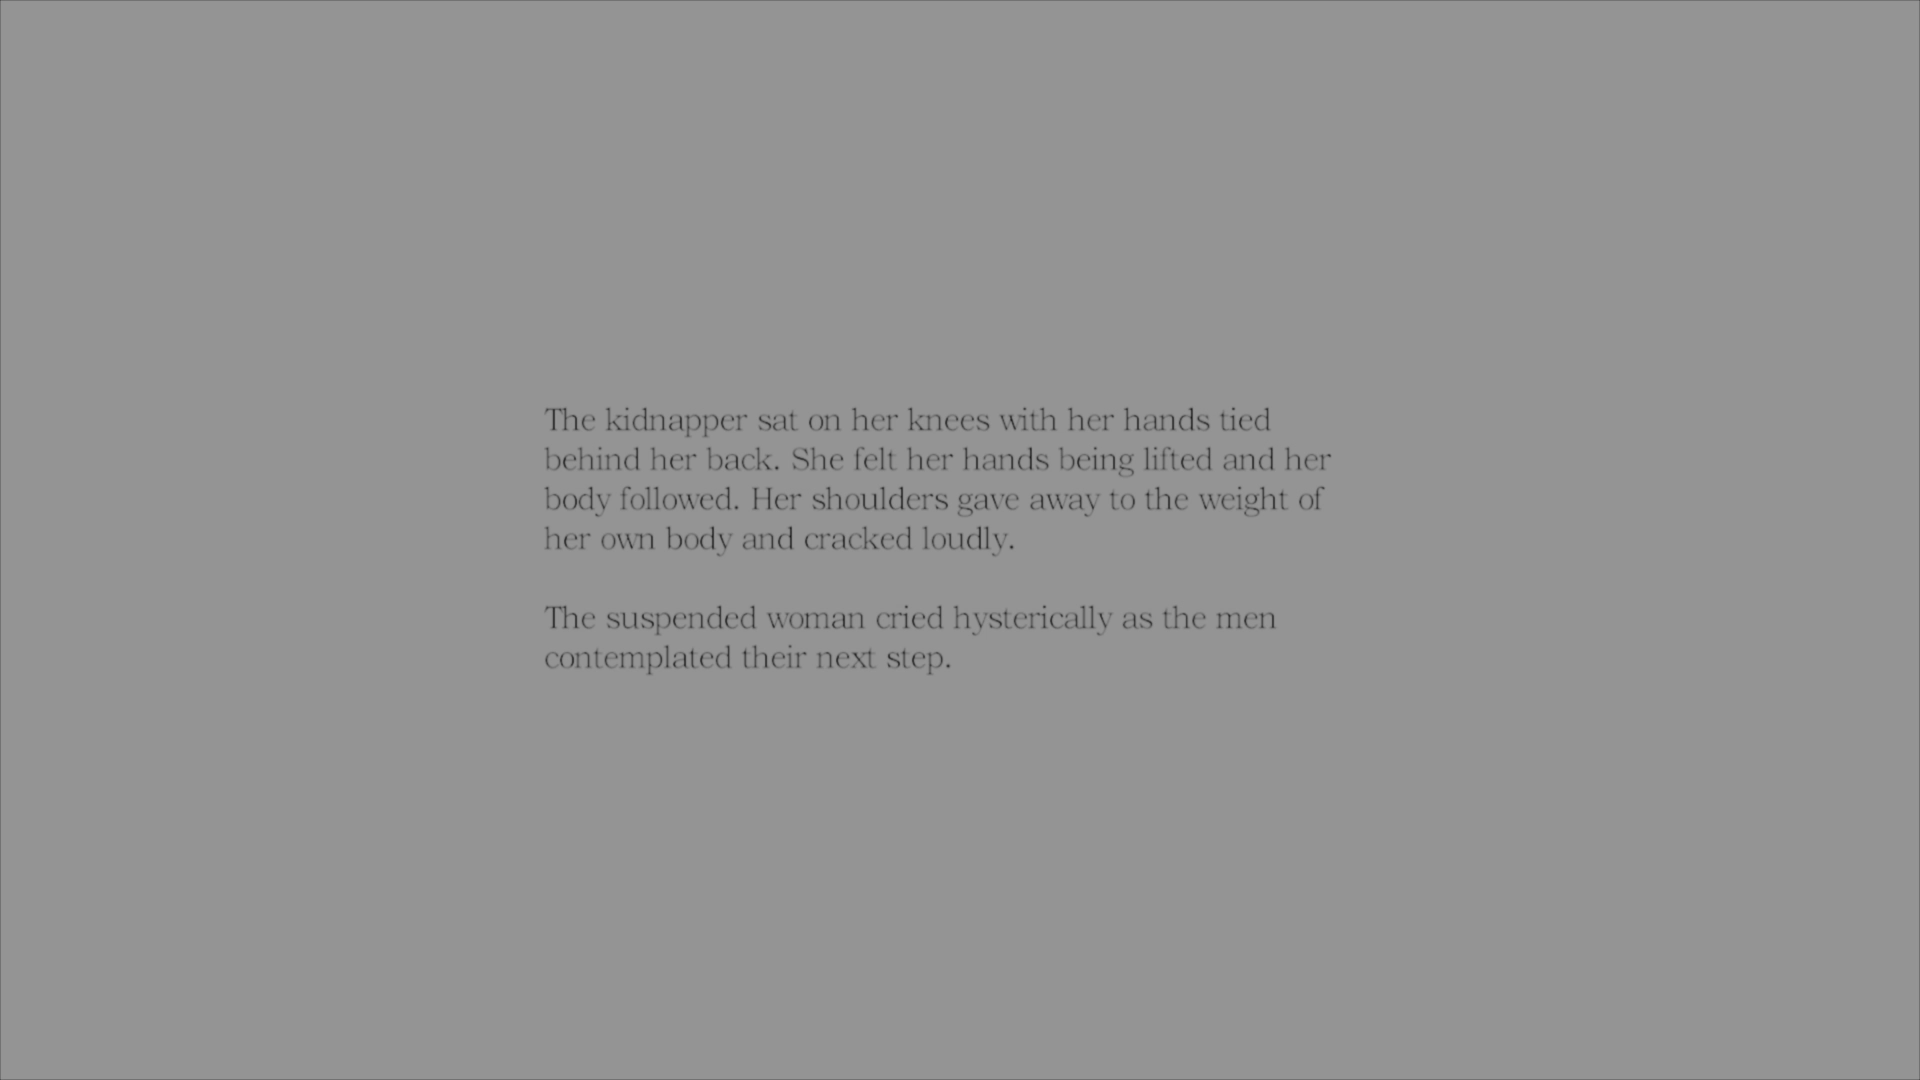 The kidnapper sat on her knees with her hands tied
behind her back. She felt her hands being lifted and her
body followed. Her shoulders gave away to the weight of
her own body and cracked loudly.
The suspended woman cried hysterically as the men
contemplated their next step.